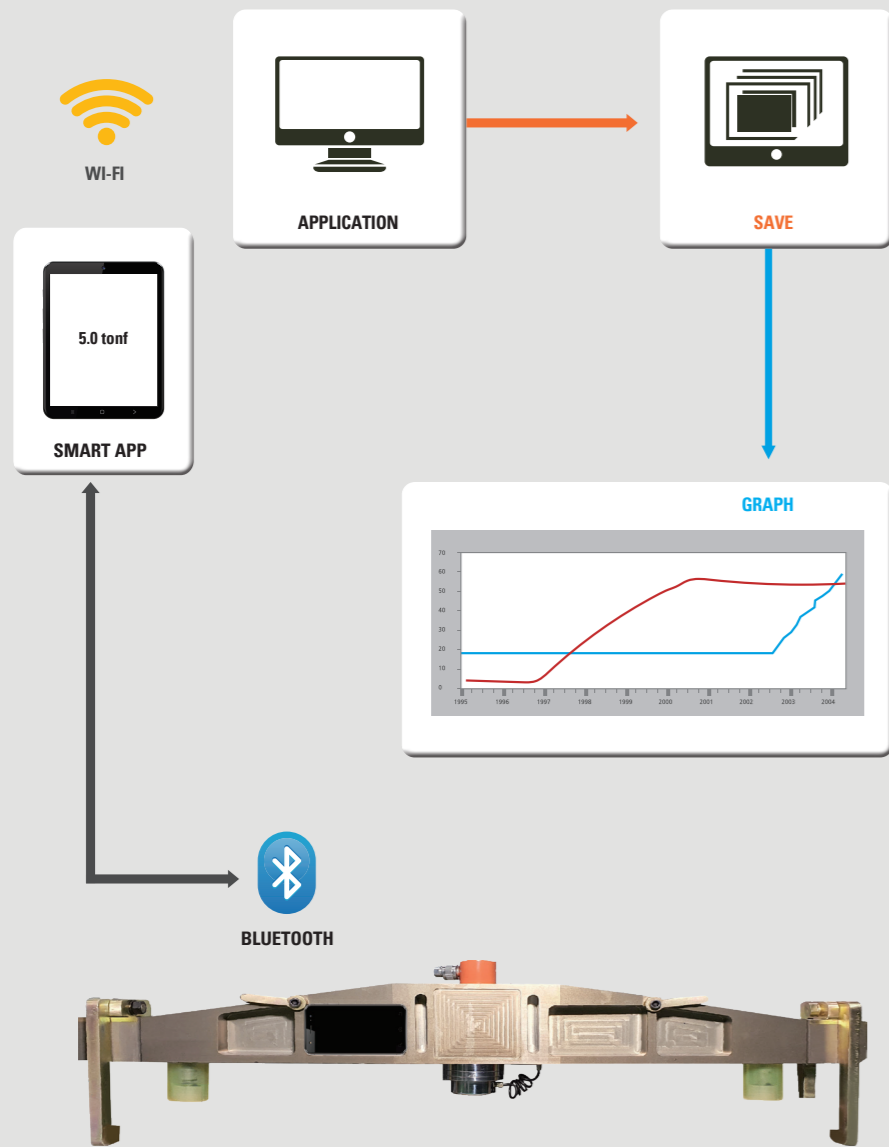 WI-FI
APPLICATION
SAVE
5.0 tonf
SMART APP
GRAPH
70
60
50
40
30
20
10
0
1995 1996 1997 1998 1999 2000 2001 2002 2003 2004
BLUETOOTH